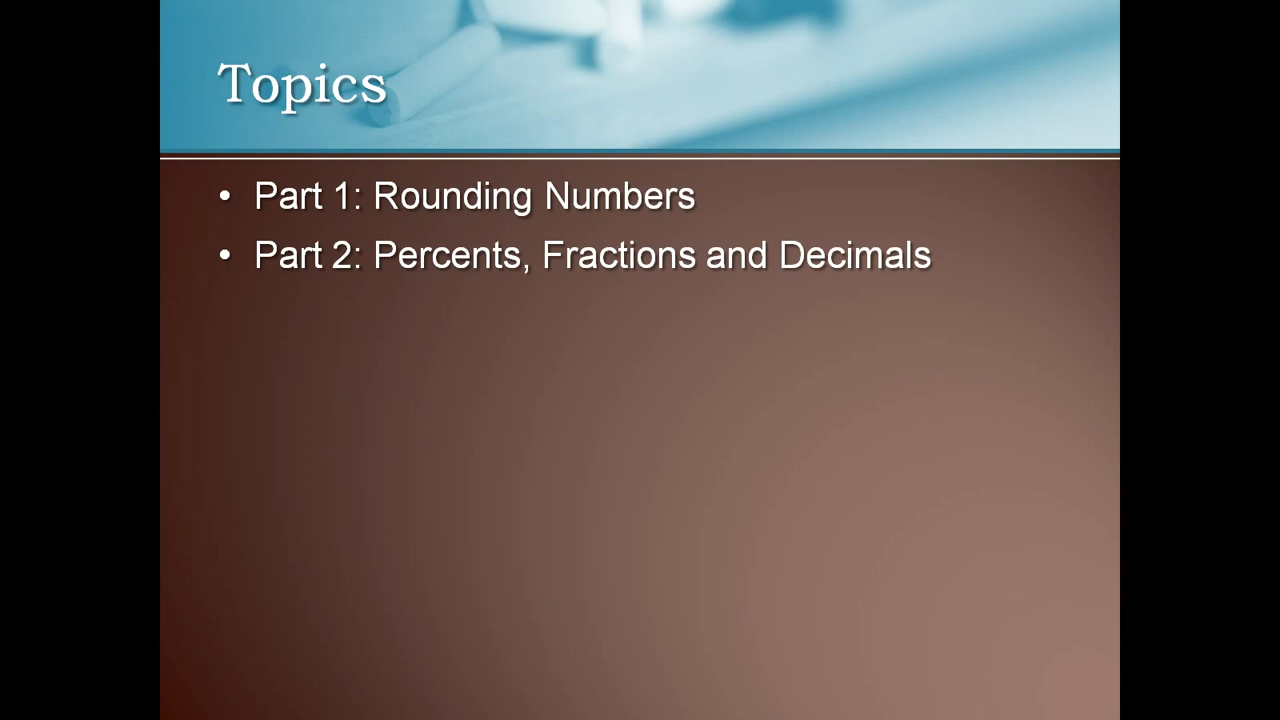 Topics
• Part 1: Rounding Numbers
• Part 2: Percents, Fractions and Decimals